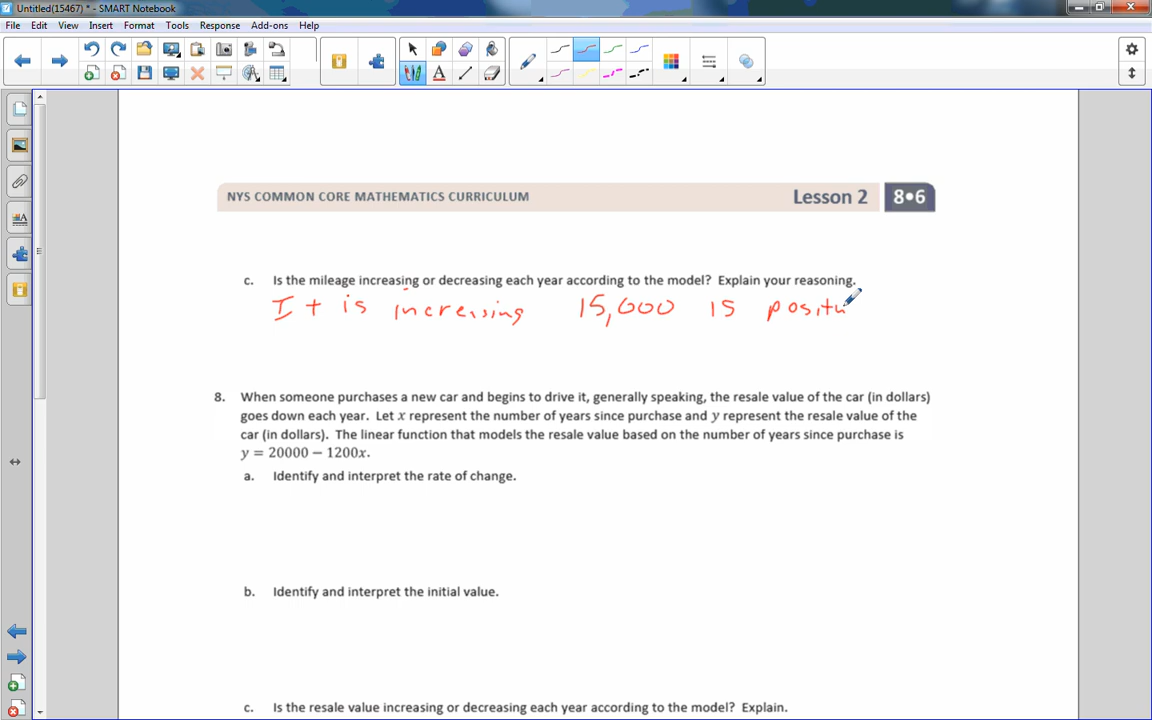 Untitled(15467) * - SMART Notebook
File Edit View Insert Format Tools Response Add-ons Help
NYS COMMON CORE MATHEMATICS CURRICULUM Lesson 2 8•6
c. Is the mileage increasing or decreasing each year according to the model? Explain your reasoning.
It is increasing 15,000 is positi
8. When someone purchases a new car and begins to drive it, generally speaking, the resale value of the car (in dollars)
goes down each year. Let x represent the number of years since purchase and y represent the resale value of the
car (in dollars). The linear function that models the resale value based on the number of years since purchase is
y = 20000 − 1200x.
a. Identify and interpret the rate of change.
b. Identify and interpret the initial value.
c. Is the resale value increasing or decreasing each year according to the model? Explain.